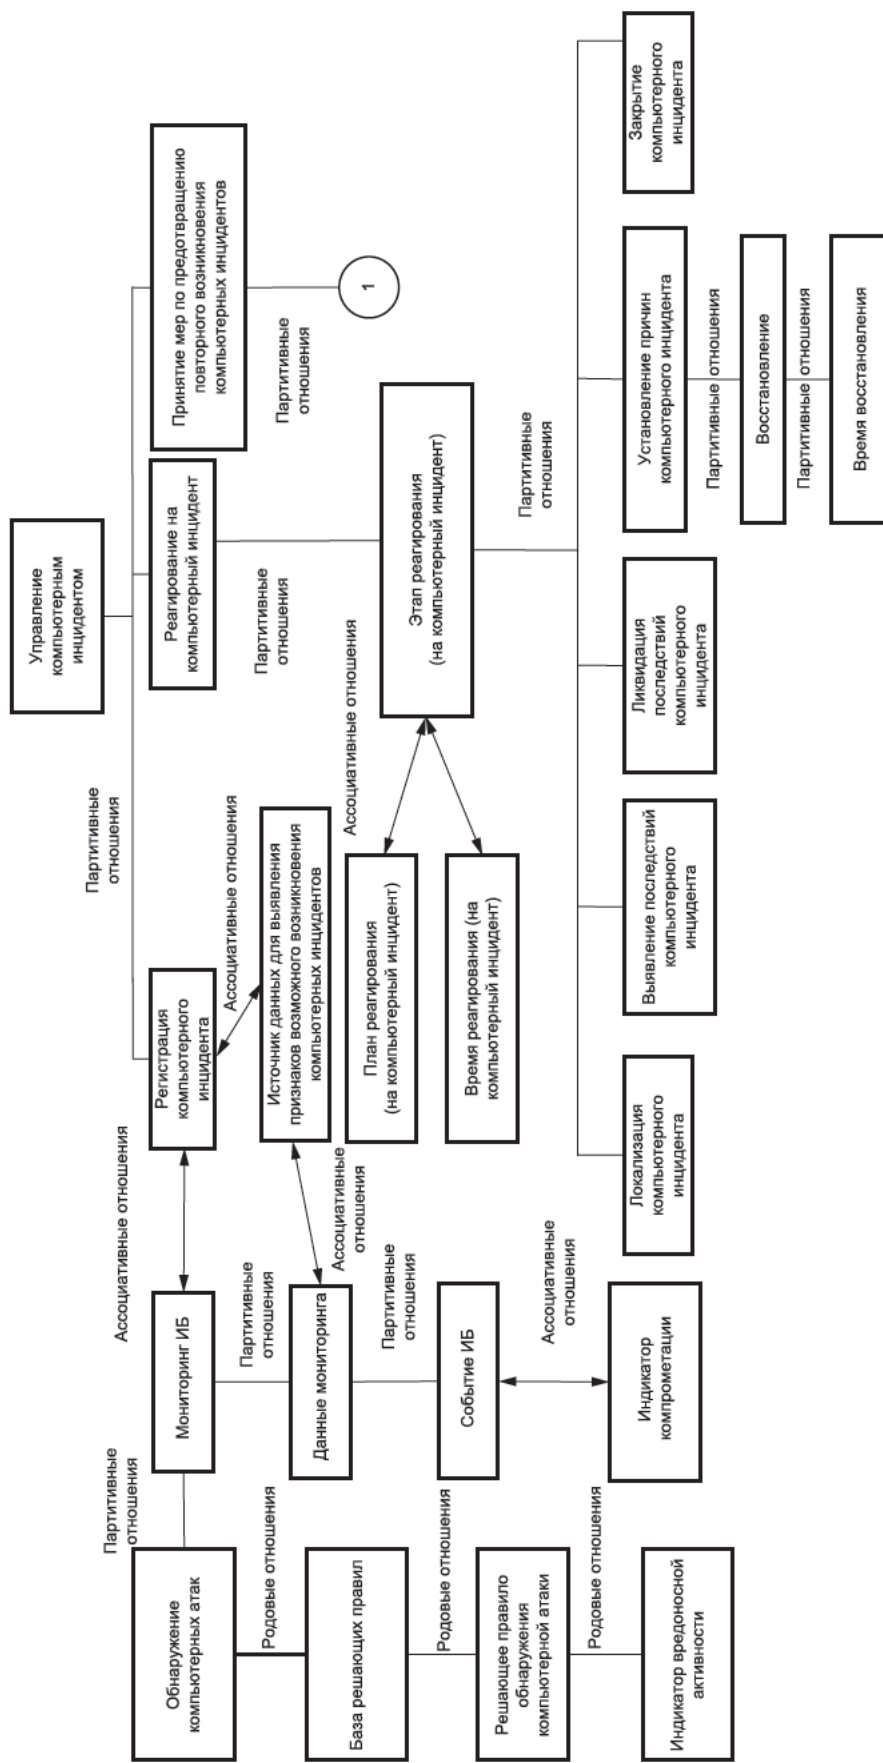 Управление
компьютерным
инцидентом
Партитивные
отношения
Регистрация
компьютерного
инцидента
Реагирование на
компьютерный инцидент
Принятие мер по предотвращению
повторного возникновения
компьютерных инцидентов
Ассоциативные отношения
Мониторинг ИБ
Партитивные
отношения
Обнаружение
компьютерных атак
Ассоциативные отношения
Источник данных для выявления
признаков возможного возникновения
компьютерных инцидентов
Партитивные
отношения
Партитивные
отношения
1
Партитивные
отношения
Родовые отношения
Данные мониторинга
Ассоциативные
отношения
База решающих правил
Ассоциативные отношения
План реагирования
(на компьютерный инцидент)
Этап реагирования
(на компьютерный инцидент)
Партитивные
отношения
Время реагирования (на
компьютерный инцидент)
Родовые отношения
Событие ИБ
Решающее правило
обнаружения
компьютерной атаки
Партитивные
отношения
Ассоциативные
отношения
Родовые отношения
Индикатор вредоносной
активности
Индикатор
компрометации
Локализация
компьютерного
инцидента
Выявление последствий
компьютерного
инцидента
Ликвидация
последствий
компьютерного
инцидента
Установление причин
компьютерного инцидента
Закрытие
компьютерного
инцидента
Партитивные отношения
Восстановление
Партитивные отношения
Время восстановления